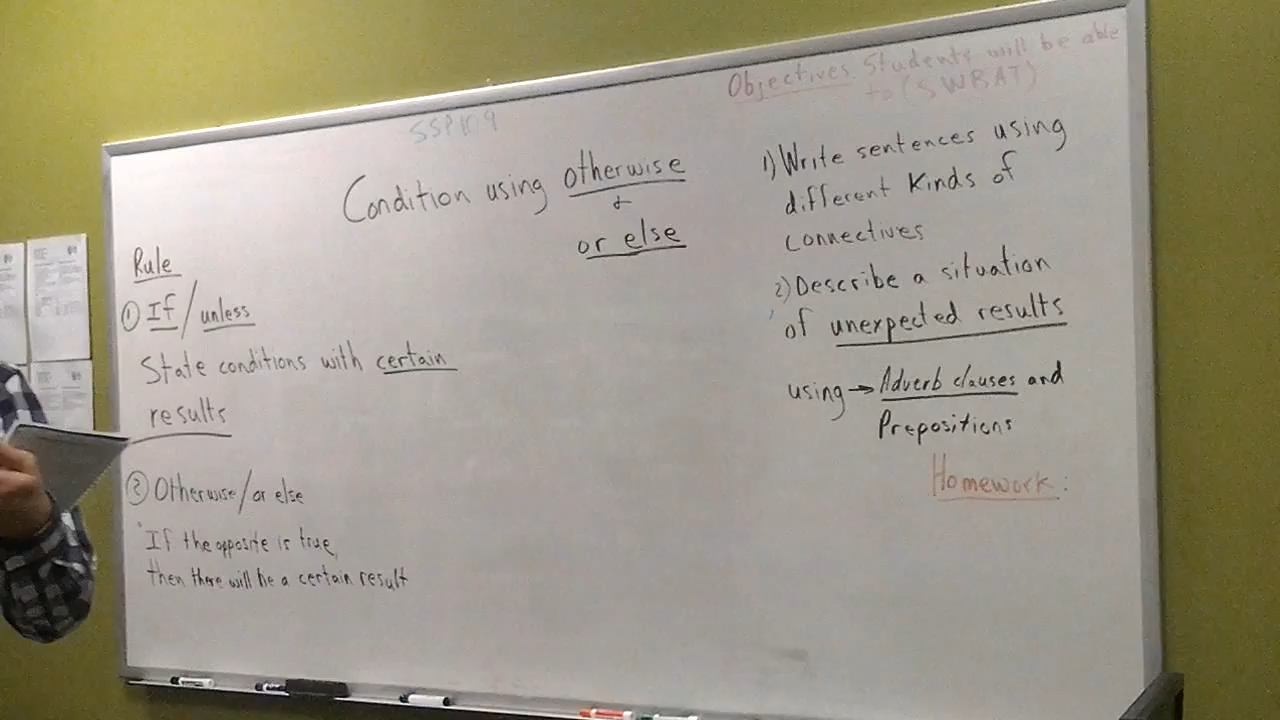 SSP109
Condition using otherwise
&
or else
Rule
① If/unless
State conditions with certain
results
② Otherwise/or else
If the opposite is true,
then there will be a certain result
Objectives Students will be able
to (SWBAT)
1) Write sentences using
different kinds of
connectives
2) Describe a situation
of unexpected results
using → Adverb clauses and
Prepositions
Homework: